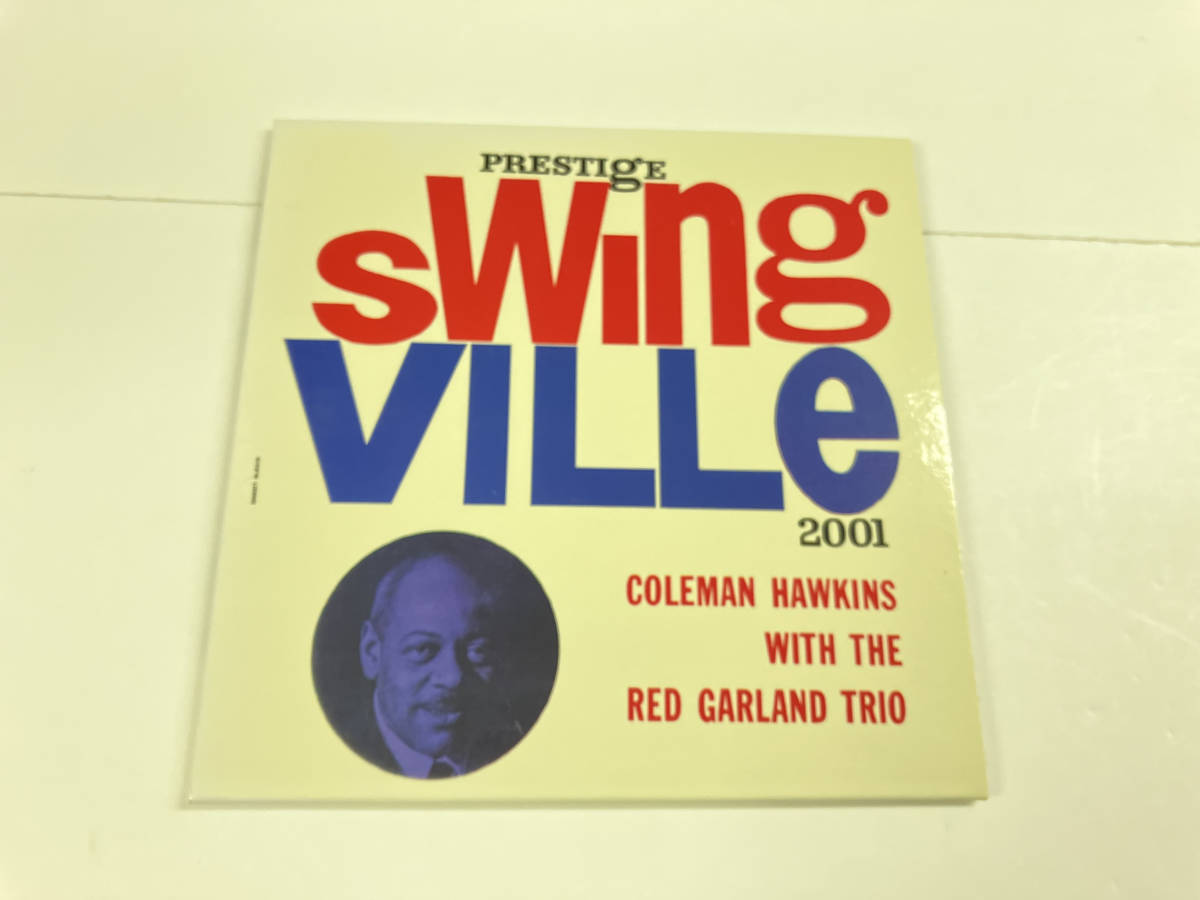 PRESTIgE
sWing
VILLe
2001
COLEMAN HAWKINS
WITH THE
RED GARLAND TRIO